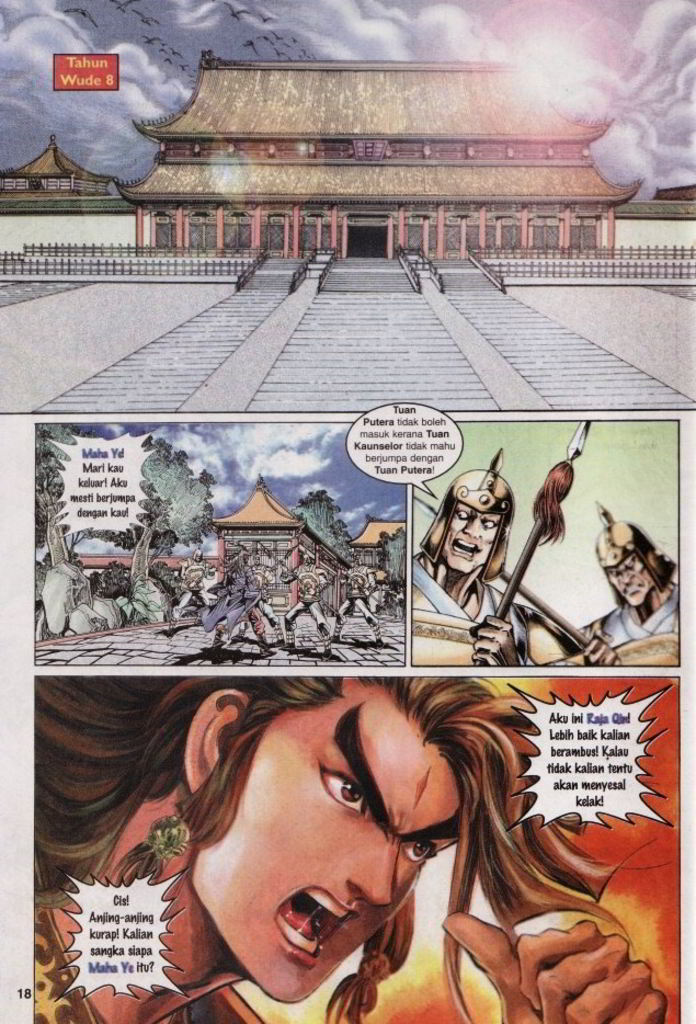 Tahun
Wude 8
Maha Ye!
Mari kau
keluar! Aku
mesti berjumpa
dengan kau!
Tuan
Putera tidak boleh
masuk kerana Tuan
Kaunselor tidak mahu
berjumpa dengan
Tuan Putera!
Aku ini Raja Qin!
Lebih baik kalian
berambus! Kalau
tidak kalian tentu
akan menyesal
kelak!
Cis!
Anjing-anjing
kurap! Kalian
sangka siapa
Maha Ye itu?
18